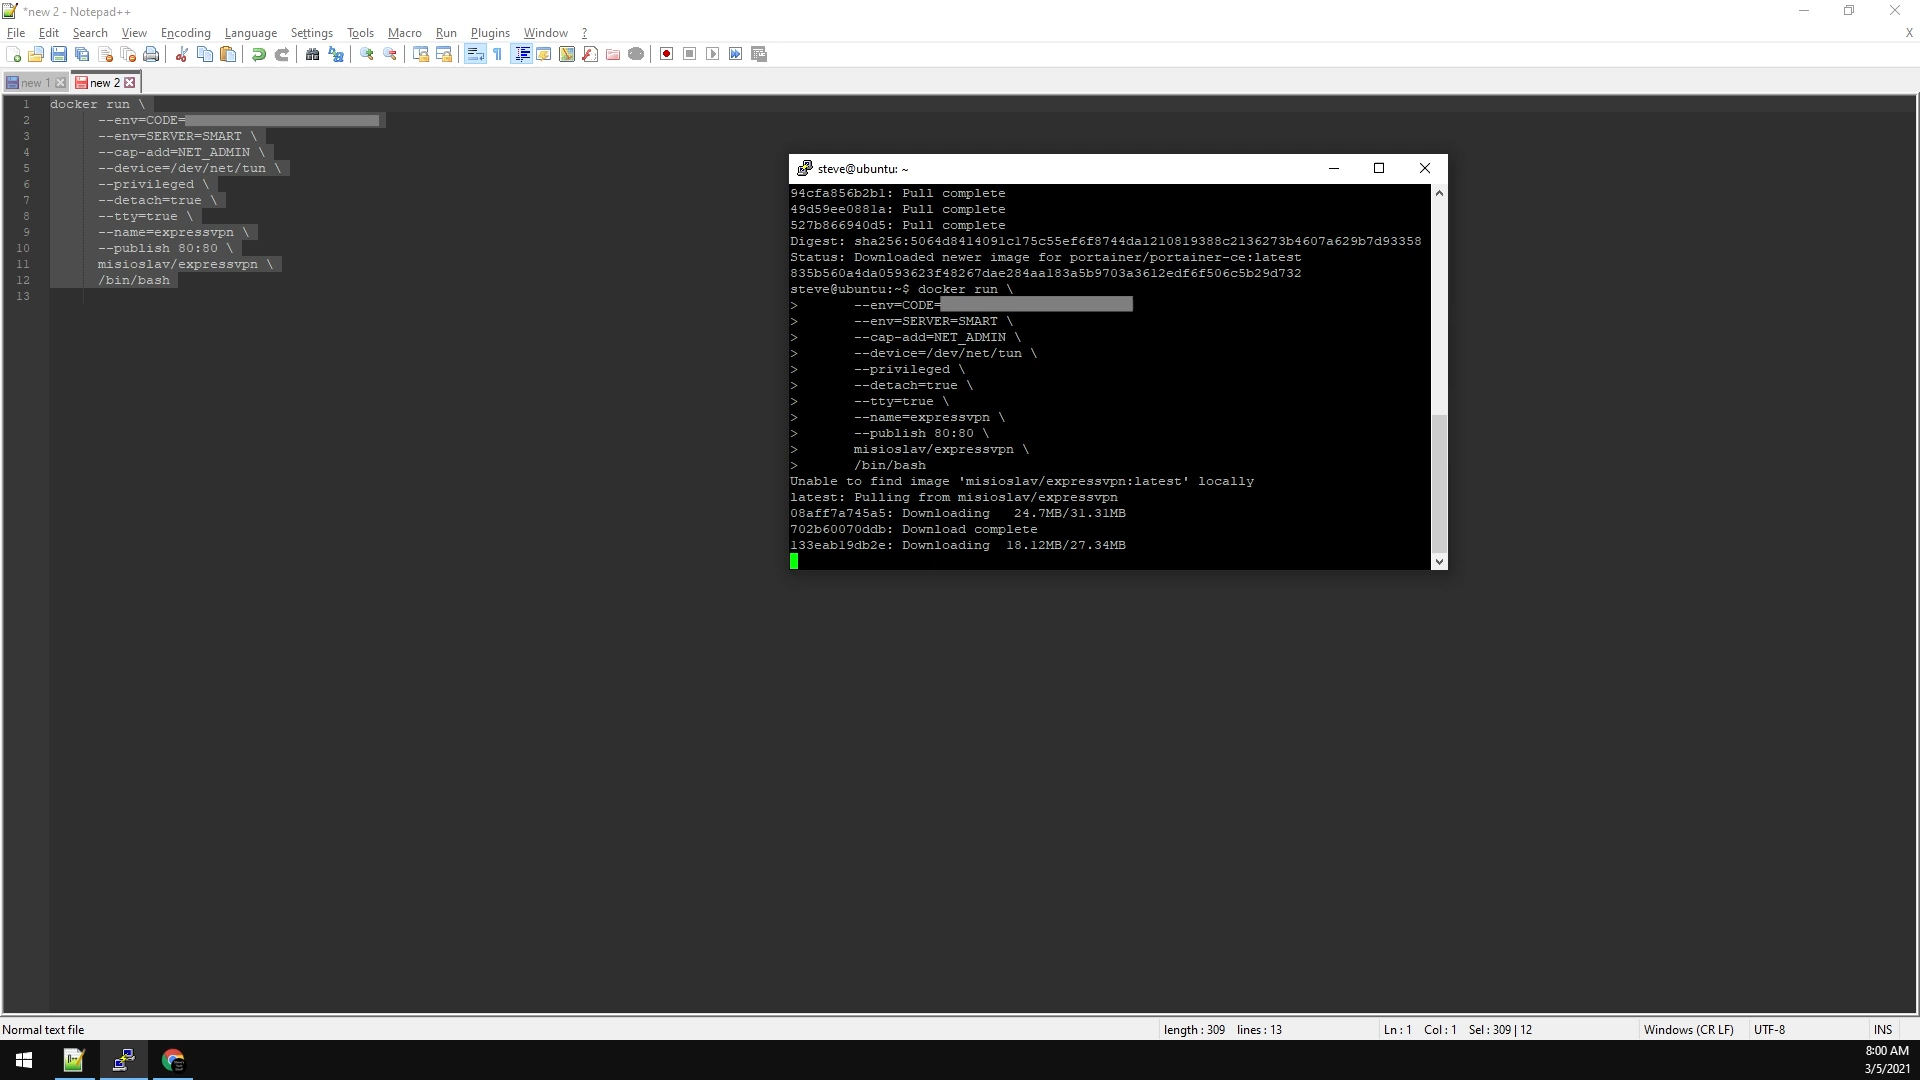 *new 2 - Notepad++
File Edit Search View Encoding Language Settings Tools Macro Run Plugins Window ?
X
new 1 new 2
1 docker run \
2 --env=CODE=
3 --env=SERVER=SMART \
4 --cap-add=NET_ADMIN \
5 --device=/dev/net/tun \
6 --privileged \
7 --detach=true \
8 --tty=true \
9 --name=expressvpn \
10 --publish 80:80 \
11 misioslav/expressvpn \
12 /bin/bash
13
steve@ubuntu: ~
94cfa856b2b1: Pull complete
49d59ee0881a: Pull complete
527b866940d5: Pull complete
Digest: sha256:5064d8414091c175c55ef6f8744da1210819388c2136273b4607a629b7d93358
Status: Downloaded newer image for portainer/portainer-ce:latest
835b560a4da0593623f48267dae284aa183a5b9703a3612edf6f506c5b29d732
steve@ubuntu:~$ docker run \
> --env=CODE=
> --env=SERVER=SMART \
> --cap-add=NET_ADMIN \
> --device=/dev/net/tun \
> --privileged \
> --detach=true \
> --tty=true \
> --name=expressvpn \
> --publish 80:80 \
> misioslav/expressvpn \
> /bin/bash
Unable to find image 'misioslav/expressvpn:latest' locally
latest: Pulling from misioslav/expressvpn
08aff7a745a5: Downloading 24.7MB/31.31MB
702b60070ddb: Download complete
133eab19db2e: Downloading 18.12MB/27.34MB
Normal text file length : 309 lines : 13 Ln : 1 Col : 1 Sel : 309 | 12 Windows (CR LF) UTF-8 INS
8:00 AM
3/5/2021